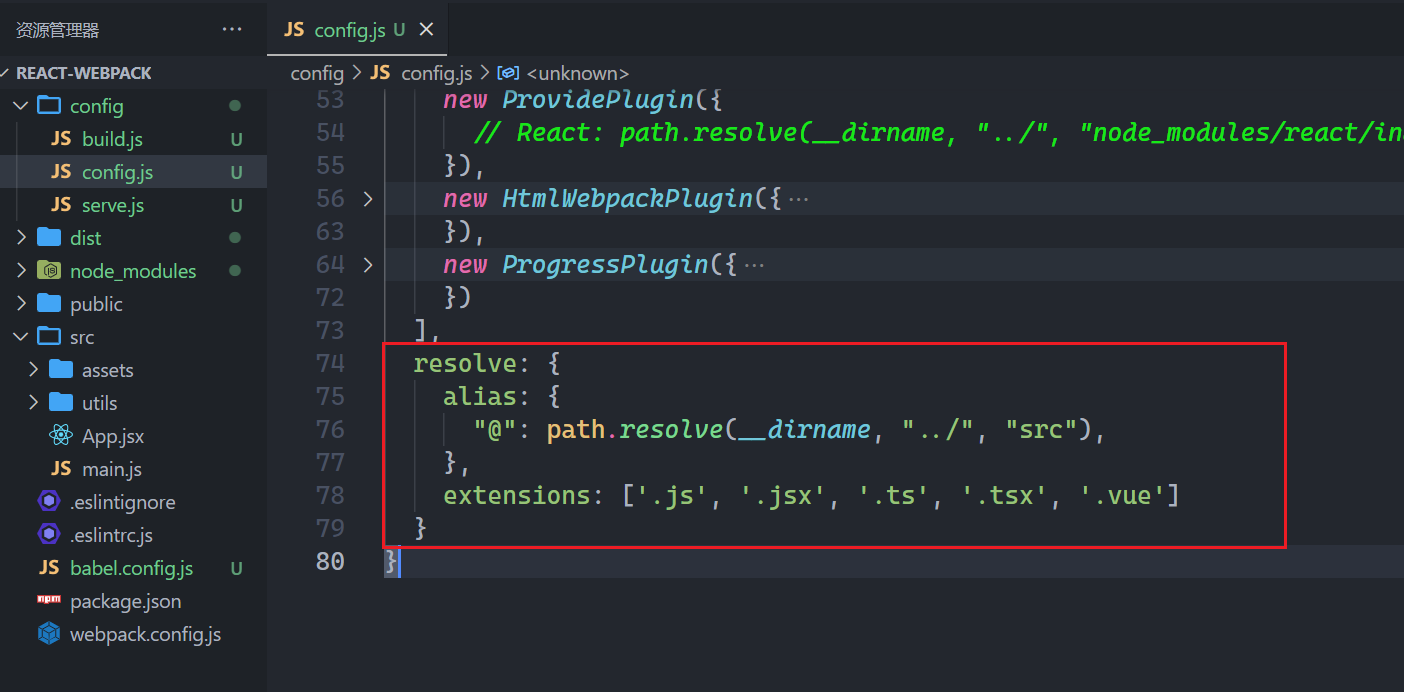 资源管理器 ···
REACT-WEBPACK
config
JS build.js U
JS config.js U
JS serve.js U
dist
node_modules
public
src
assets
utils
App.jsx
JS main.js
.eslintignore
.eslintrc.js
JS babel.config.js U
npm package.json
webpack.config.js
JS config.js U
config > JS config.js > <unknown>
53 new ProvidePlugin({
54 // React: path.resolve(__dirname, "../", "node_modules/react/in
55 }),
56 new HtmlWebpackPlugin({···
63 }),
64 new ProgressPlugin({···
72 })
73 ],
74 resolve: {
75 alias: {
76 "@": path.resolve(__dirname, "../", "src"),
77 },
78 extensions: ['.js', '.jsx', '.ts', '.tsx', '.vue']
79 }
80 }